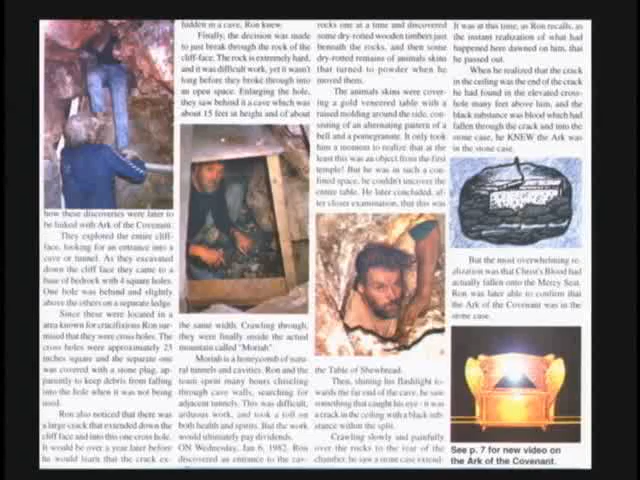 hidden in a cave, Ron knew.
Finally, the decision was made
to just break through the rock of the
cliff-face. The rock is extremely hard,
and it was difficult work, yet it wasn't
long before they broke through into
an open space. Enlarging the hole,
they saw behind it a cave which was
about 15 feet in height and of about
how these discoveries were later to
be linked with Ark of the Covenant.
They explored the entire cliff-
face, looking for an entrance into a
cave or tunnel. As they excavated
down the cliff face they came to a
base of bedrock with 4 square holes.
One hole was behind and slightly
above the others on a separate ledge.
Since these were located in a
area known for crucifixions Ron sur-
mised that they were cross holes. The
cross holes were approximately 23
inches square and the separate one
was covered with a stone plug, ap-
parently to keep debris from falling
into the hole when it was not being
used.
Ron also noticed that there was
a large crack that extended down the
cliff face and into this one cross hole.
It would be over a year later before
he would learn that the crack ex-
the same width. Crawling through,
they were finally inside the actual
mountain called "Moriah".
Moriah is a honeycomb of natu-
ral tunnels and cavities. Ron and the
team spent many hours chiseling
through cave walls, searching for
adjacent tunnels. This was difficult,
arduous work, and took a toll on
both health and spirits. But the work
would ultimately pay dividends.
ON Wednesday, Jan 6, 1982, Ron
discovered an entrance to the cav-
rocks one at a time and discovered
some dry-rotted wooden timbers just
beneath the rocks, and then some
dry-rotted remains of animals skins
that turned to powder when he
moved them.
The animals skins were cover-
ing a gold veneered table with a
raised molding around the side, con-
sisting of an alternating pattern of a
bell and a pomegranate. It only took
him a moment to realize that at the
least this was an object from the first
temple! But he was in such a con-
fined space, he couldn't uncover the
entire table. He later concluded, af-
ter closer examination, that this was
the Table of Shewbread.
Then, shining his flashlight to-
wards the far end of the cave, he saw
something that caught his eye - it was
a crack in the ceiling with a black sub-
stance within the split.
Crawling slowly and painfully
over the rocks to the rear of the
chamber, he saw a stone case extend-
It was at this time, as Ron recalls, as
the instant realization of what had
happened here dawned on him, that
he passed out.
When he realized that the crack
in the ceiling was the end of the crack
he had found in the elevated cross-
hole many feet above him, and the
black substance was blood which had
fallen through the crack and into the
stone case, he KNEW the Ark was
in the stone case.
But the most overwhelming re-
alization was that Christ's Blood had
actually fallen onto the Mercy Seat.
Ron was later able to confirm that
the Ark of the Covenant was in the
stone case.
See p. 7 for new video on
the Ark of the Covenant.